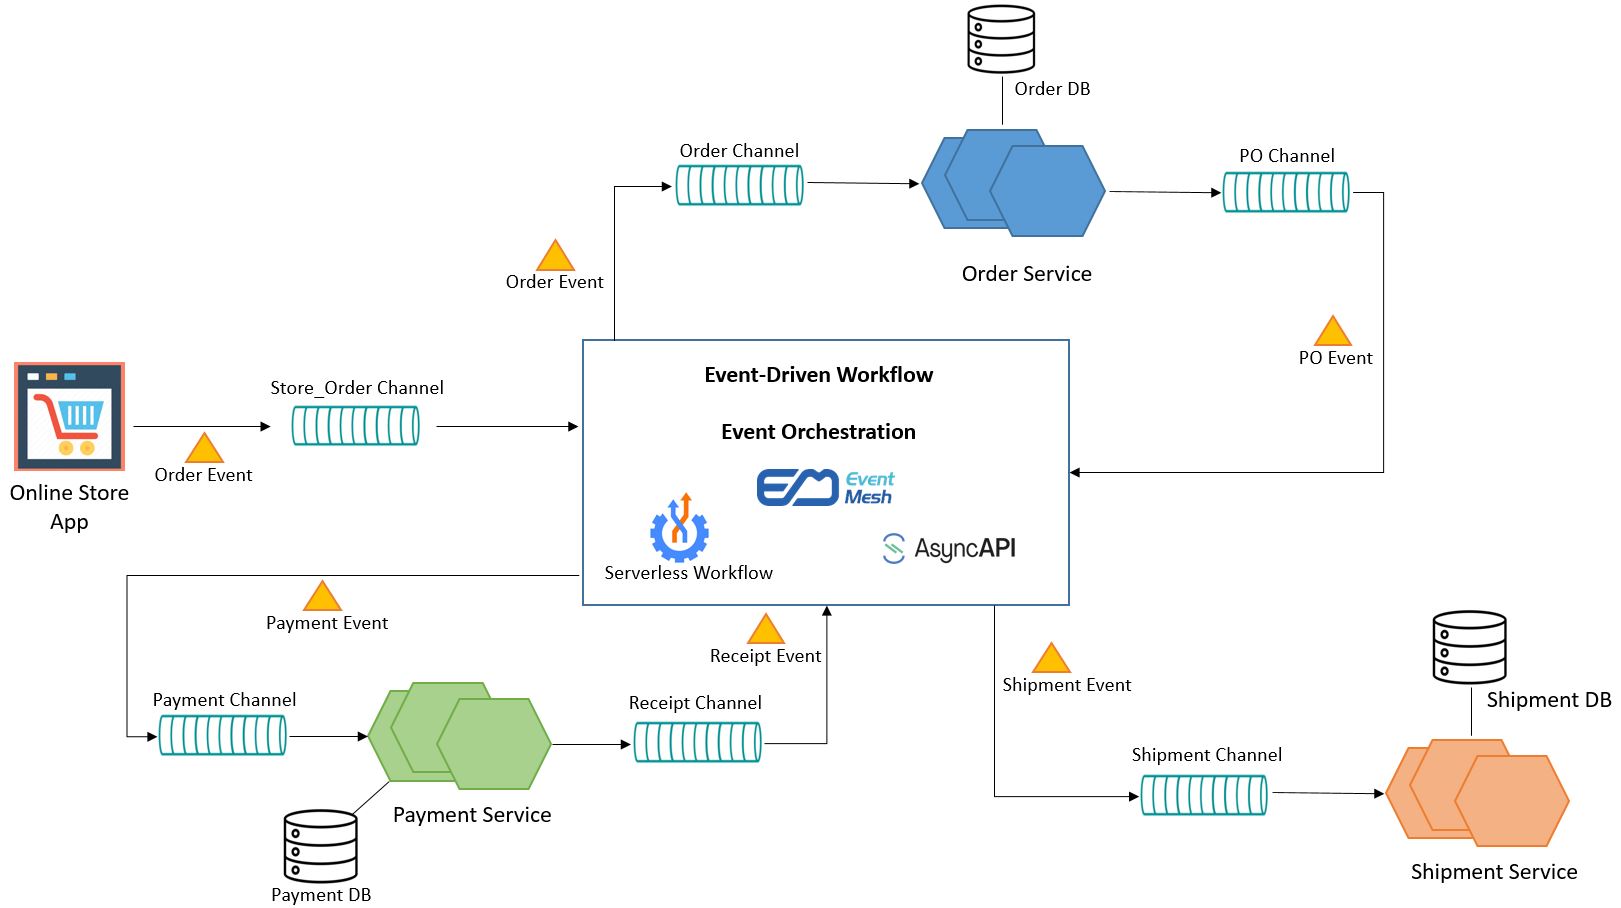 Order DB
Order Channel
PO Channel
Order Service
Order Event
PO Event
Event-Driven Workflow
Store_Order Channel
Event Orchestration
Order Event
Online Store
App
Event
Mesh
AsyncAPI
Serverless Workflow
Payment Event
Receipt Event
Shipment Event
Payment Channel
Receipt Channel
Shipment DB
Shipment Channel
Payment Service
Shipment Service
Payment DB